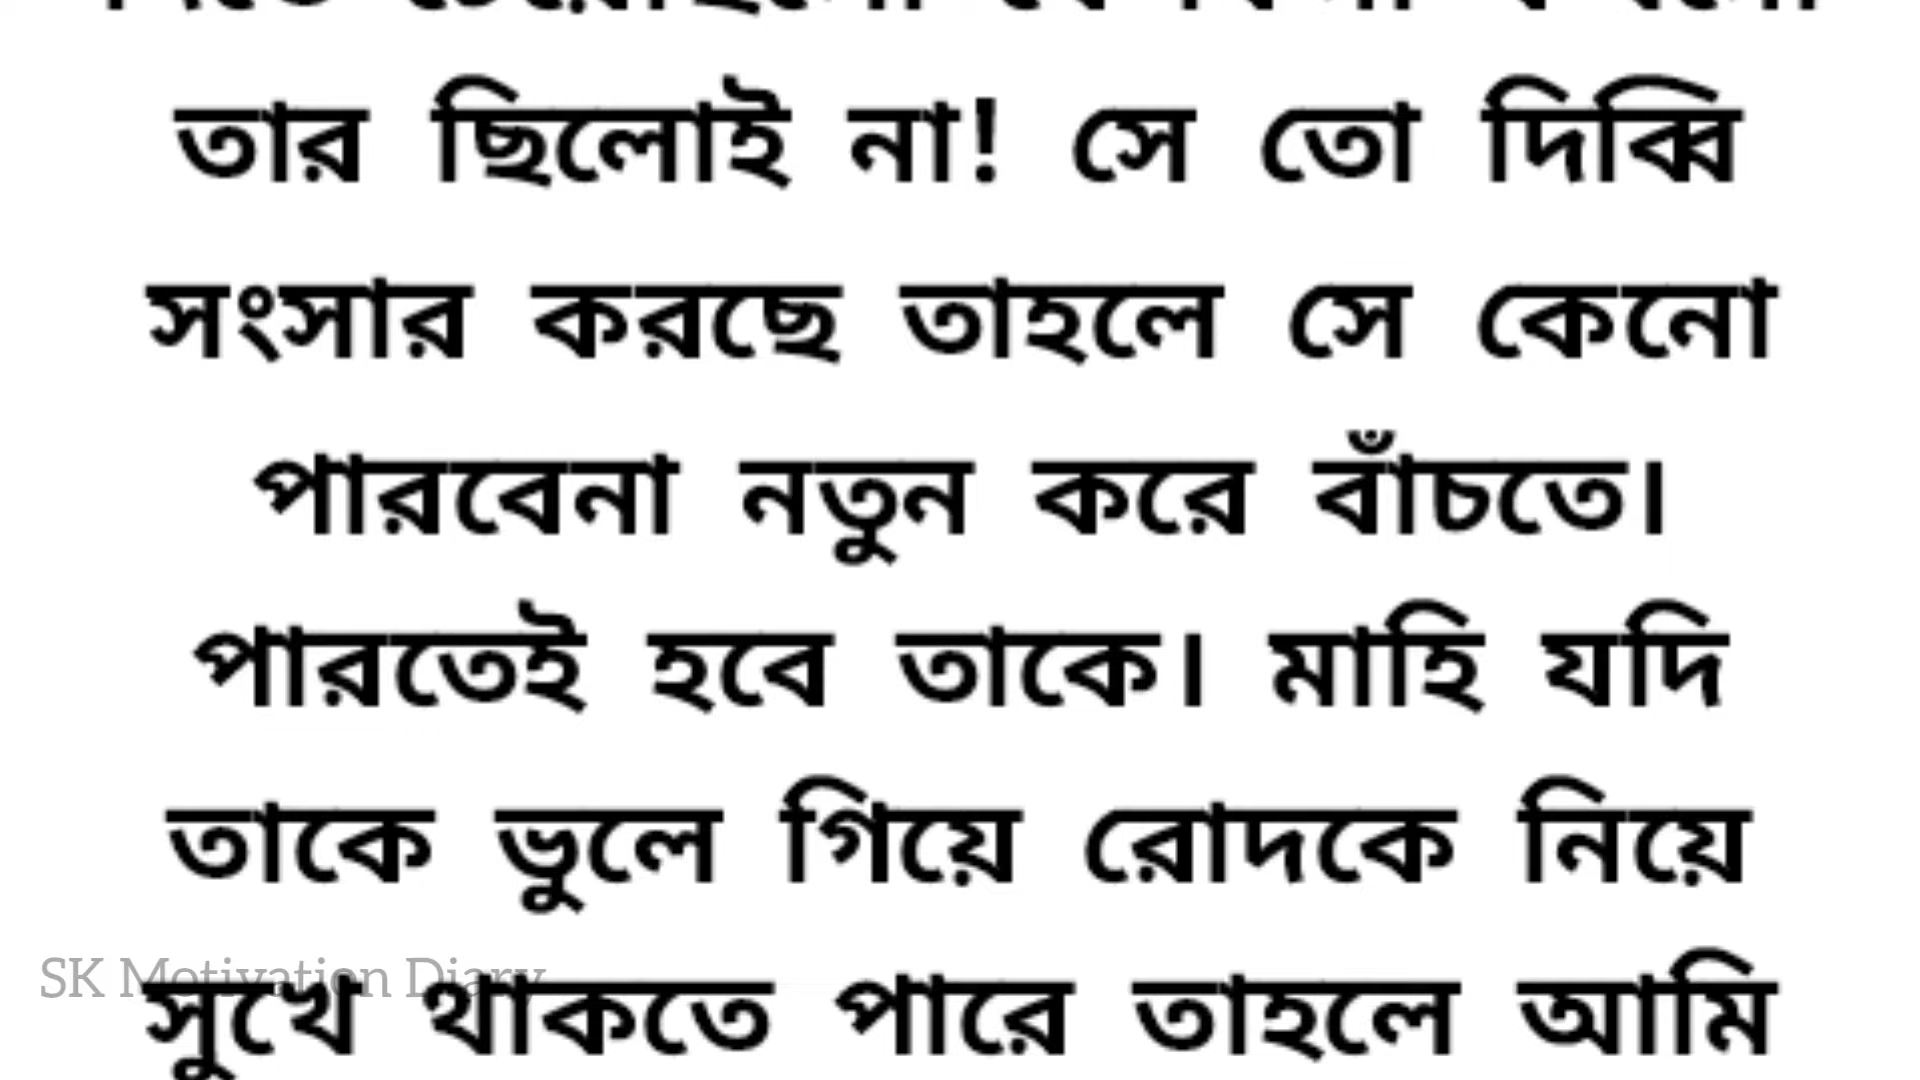 তার ছিলোই না! সে তো দিব্বি
সংসার করছে তাহলে সে কেনো
পারবেনা নতুন করে বাঁচতে।
পারতেই হবে তাকে। মাহি যদি
তাকে ভুলে গিয়ে রোদকে নিয়ে
SK Motivation Diary
সুখে থাকতে পারে তাহলে আমি